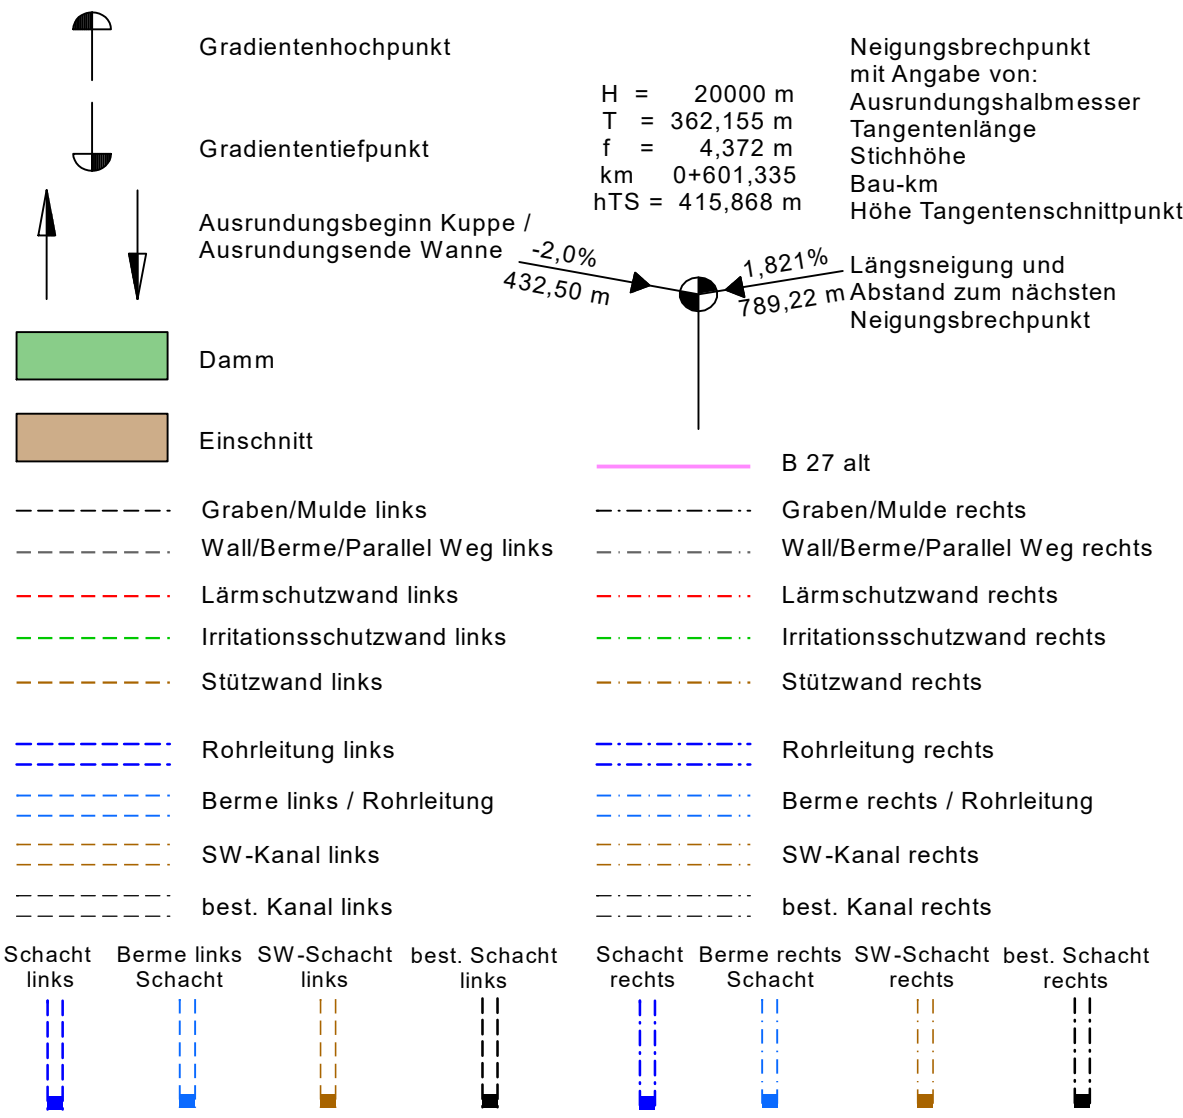 Gradientenhochpunkt
Gradiententiefpunkt
Ausrundungsbeginn Kuppe /
Ausrundungsende Wanne
H = 20000 m
T = 362,155 m
f = 4,372 m
km 0+601,335
hTS = 415,868 m
Neigungsbrechpunkt
mit Angabe von:
Ausrundungshalbmesser
Tangentenlänge
Stichhöhe
Bau-km
Höhe Tangentenschnittpunkt
-2,0%
432,50 m
1,821%
789,22 m
Längsneigung und
Abstand zum nächsten
Neigungsbrechpunkt
Damm
Einschnitt
B 27 alt
Graben/Mulde links
Graben/Mulde rechts
Wall/Berme/Parallel Weg links
Wall/Berme/Parallel Weg rechts
Lärmschutzwand links
Lärmschutzwand rechts
Irritationsschutzwand links
Irritationsschutzwand rechts
Stützwand links
Stützwand rechts
Rohrleitung links
Rohrleitung rechts
Berme links / Rohrleitung
Berme rechts / Rohrleitung
SW-Kanal links
SW-Kanal rechts
best. Kanal links
best. Kanal rechts
Schacht
links
Berme links
Schacht
SW-Schacht
links
best. Schacht
links
Schacht
rechts
Berme rechts
Schacht
SW-Schacht
rechts
best. Schacht
rechts